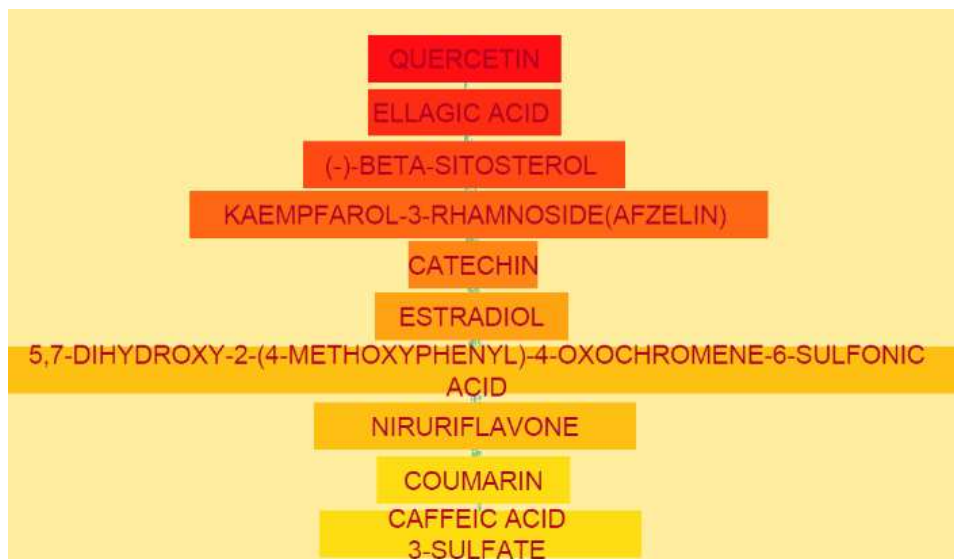 QUERCETIN
ELLAGIC ACID
(-)-BETA-SITOSTEROL
KAEMPFAROL-3-RHAMNOSIDE(AFZELIN)
CATECHIN
ESTRADIOL
5,7-DIHYDROXY-2-(4-METHOXYPHENYL)-4-OXOCHROMENE-6-SULFONIC
ACID
NIRURIFLAVONE
COUMARIN
CAFFEIC ACID
3-SULFATE